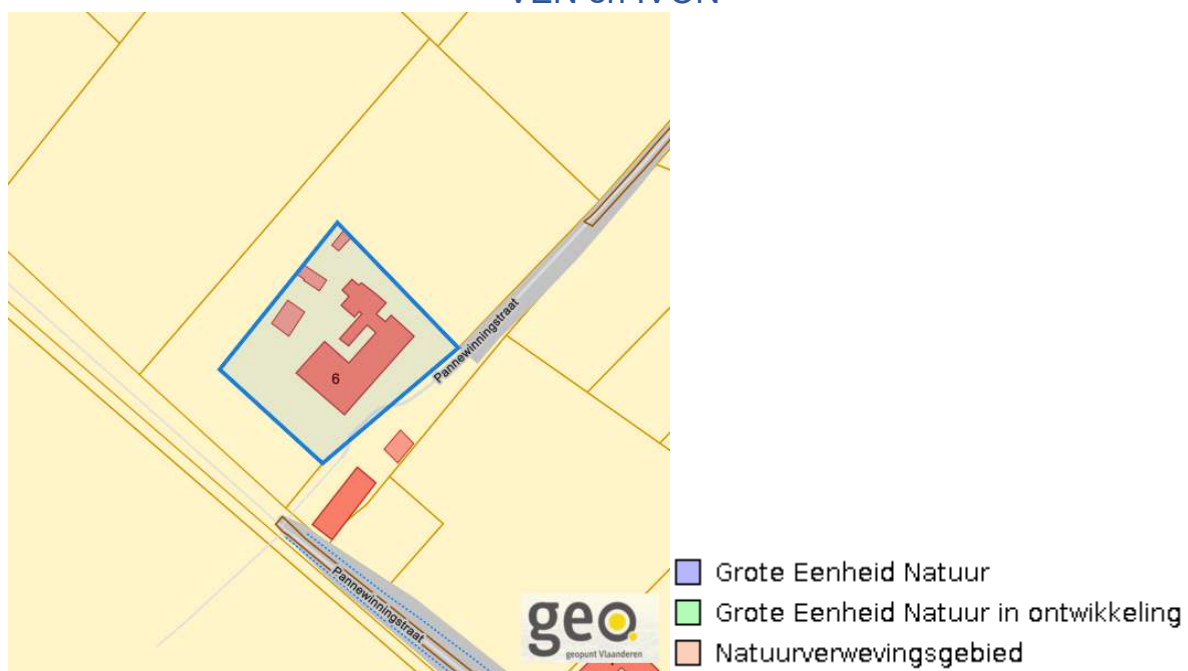 6
Pannewinningstraat
Pannewinningstraat
geo
geopunt Vlaanderen
Grote Eenheid Natuur
Grote Eenheid Natuur in ontwikkeling
Natuurverwevingsgebied